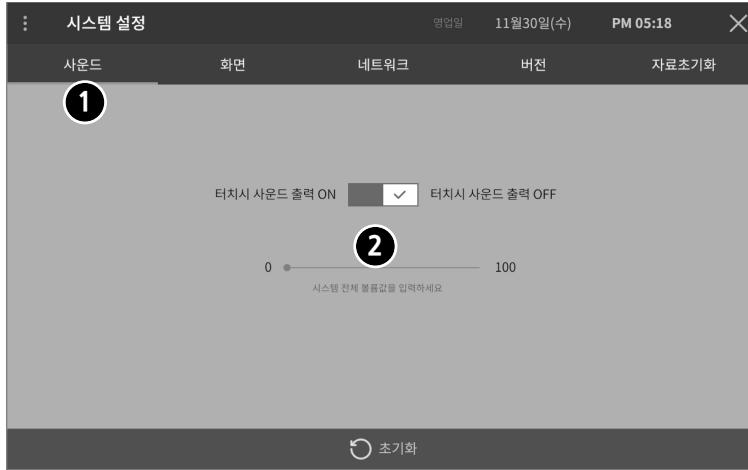 시스템 설정 영업일 11월30일(수) PM 05:18
사운드 화면 네트워크 버전 자료초기화
1
터치시 사운드 출력 ON 터치시 사운드 출력 OFF
2
0 100
시스템 전체 볼륨값을 입력하세요
초기화